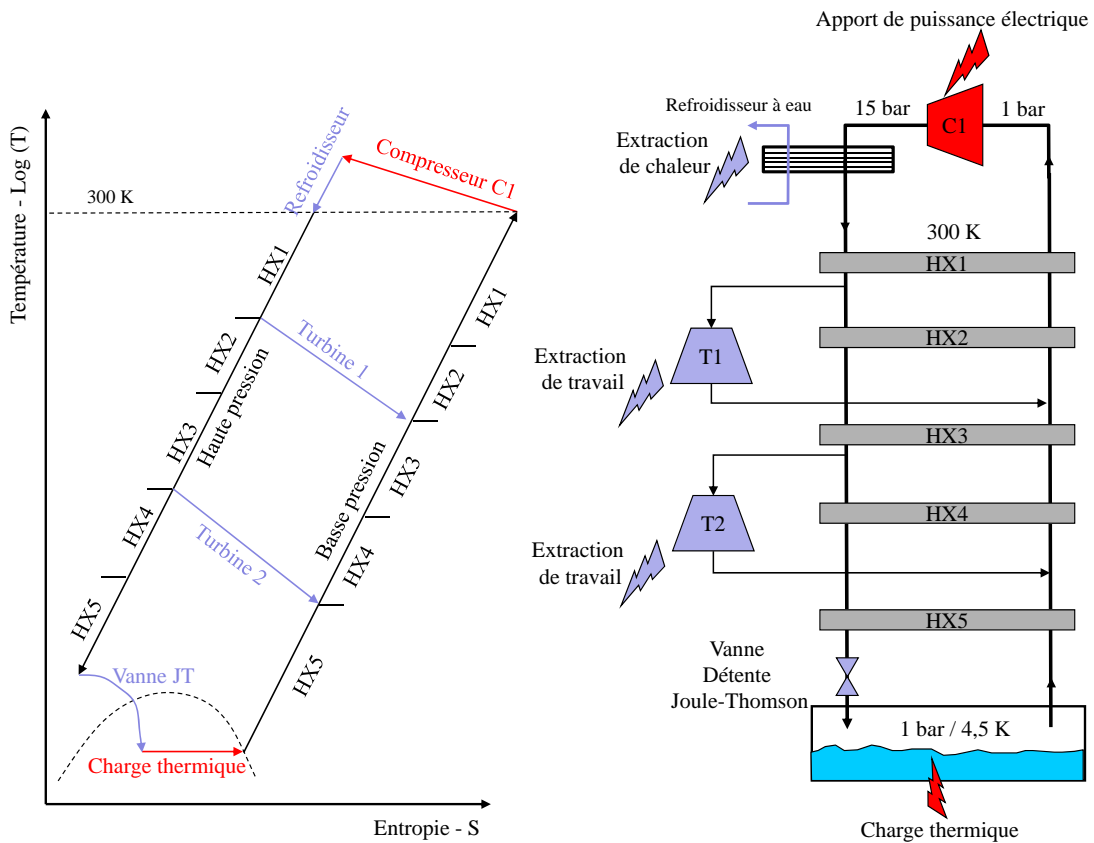 Température - Log (T)
300 K
Refroidisseur
Compresseur C1
HX1
HX1
HX2
Turbine 1
HX2
HX3
Haute pression
HX3
HX4
Turbine 2
Basse pression
HX4
HX5
HX5
Vanne JT
Charge thermique
Entropie - S
Apport de puissance électrique
Refroidisseur à eau
15 bar
C1
1 bar
Extraction
de chaleur
300 K
HX1
HX2
T1
Extraction
de travail
HX3
HX4
T2
Extraction
de travail
HX5
Vanne
Détente
Joule-Thomson
1 bar / 4,5 K
Charge thermique